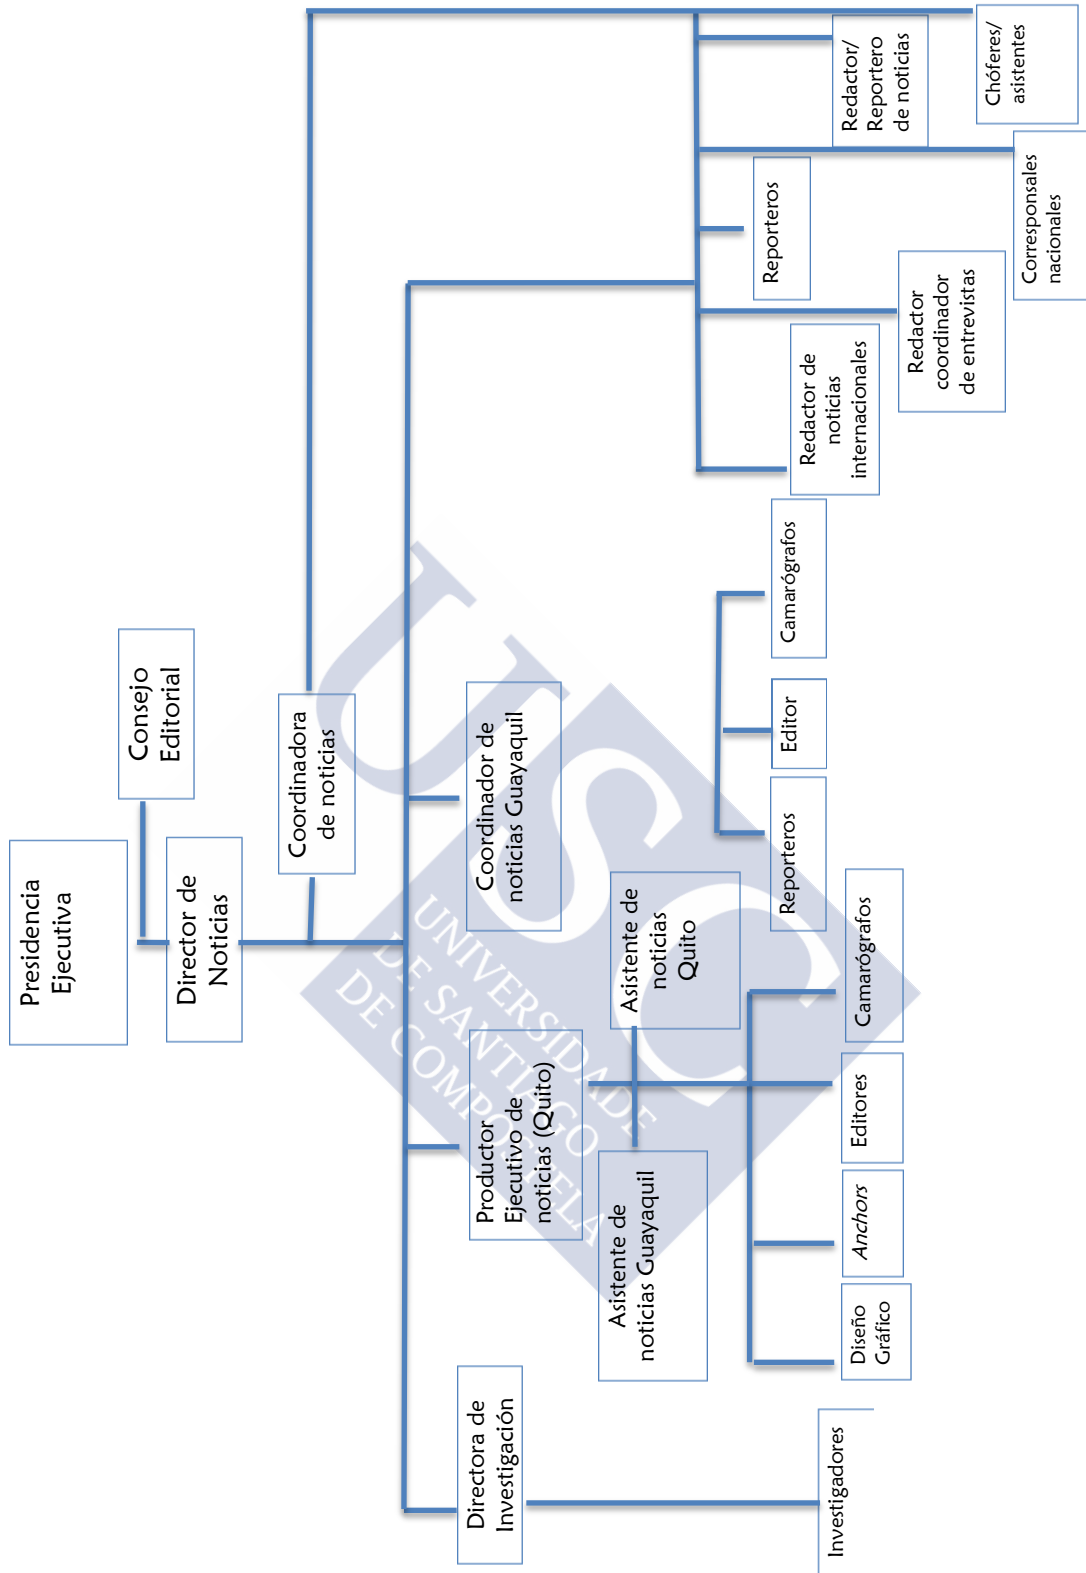 Presidencia
Ejecutiva
Consejo
Editorial
Director de
Noticias
Coordinadora
de noticias
Directora de
Investigación
Productor
Ejecutivo de
noticias (Quito)
Coordinador de
noticias Guayaquil
Asistente de
noticias Guayaquil
Asistente de
noticias
Quito
Investigadores
Diseño
Gráfico
Anchors
Editores
Camarógrafos
Reporteros
Editor
Camarógrafos
Redactor de
noticias
internacionales
Redactor
coordinador
de entrevistas
Reporteros
Corresponsales
nacionales
Redactor/
Reportero
de noticias
Chóferes/
asistentes
USC
UNIVERSIDADE
DE SANTIAGO
DE COMPOSTELA